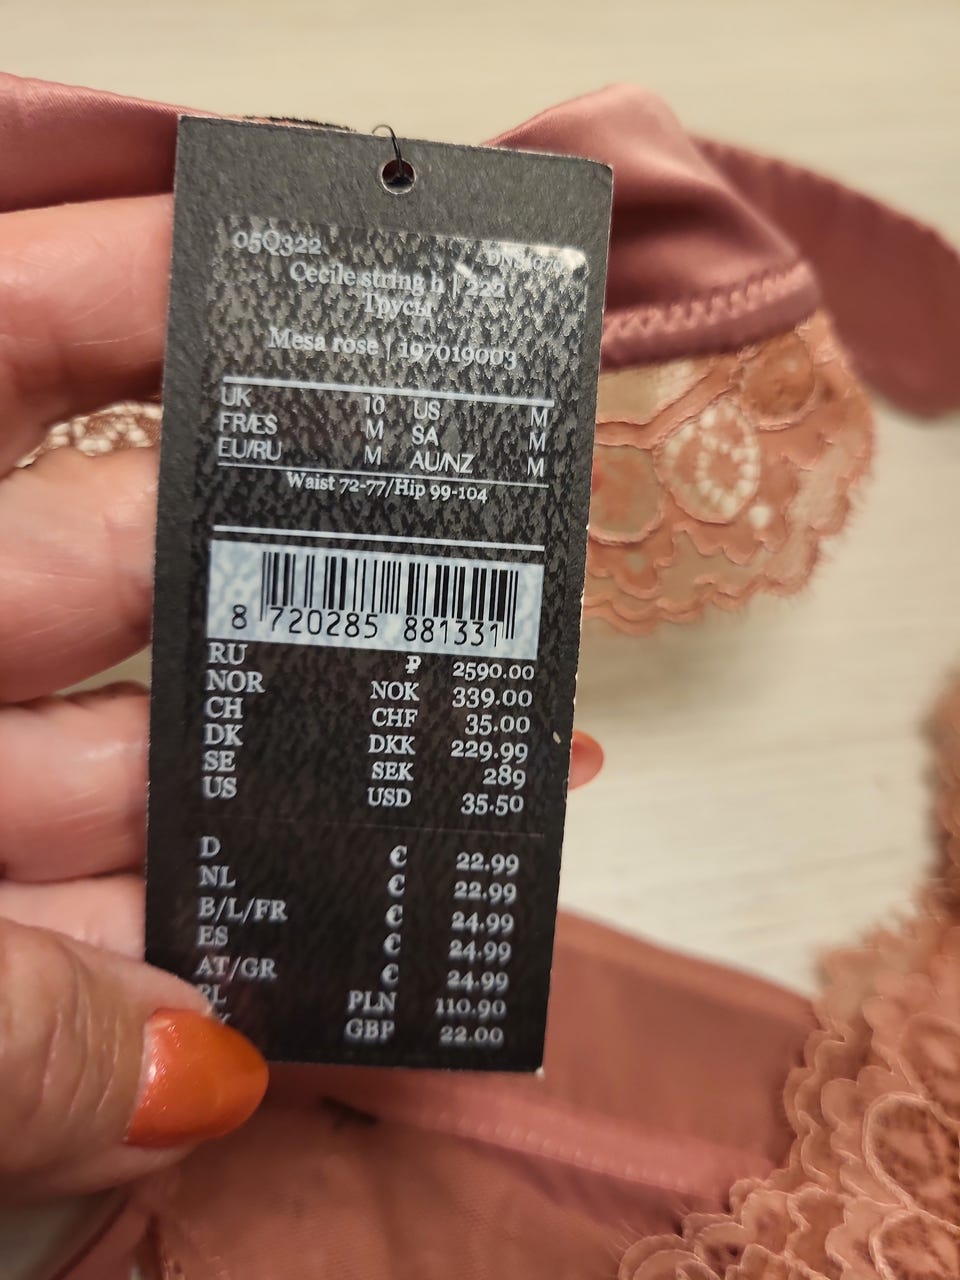 05Q322
Cecile string h | 222
Трусы
Mesa rose | 197019003
UK 10 US M
FR/ES M SA M
EU/RU M AU/NZ M
Waist 72-77/Hip 99-104
8 720285 881331
RU ₽ 2590.00
NOR NOK 339.00
CH CHF 35.00
DK DKK 229.99
SE SEK 289
US USD 35.50
D € 22.99
NL € 22.99
B/L/FR € 24.99
ES € 24.99
AT/GR € 24.99
PLN 110.90
GBP 22.00